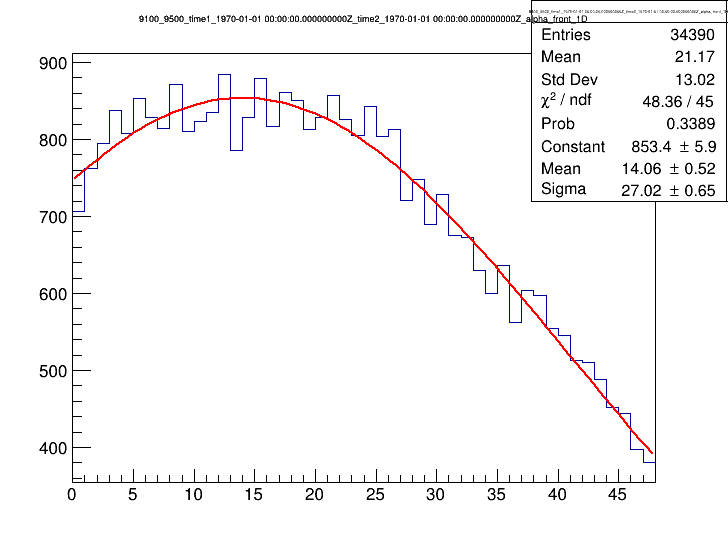 9100_9500_time1_1970-01-01 00:00:00.000000000Z_time2_1970-01-01 00:00:00.000000000Z_alpha_front_1D
Entries 34390
Mean 21.17
Std Dev 13.02
χ² / ndf 48.36 / 45
Prob 0.3389
Constant 853.4 ± 5.9
Mean 14.06 ± 0.52
Sigma 27.02 ± 0.65
900
800
700
600
500
400
0 5 10 15 20 25 30 35 40 45